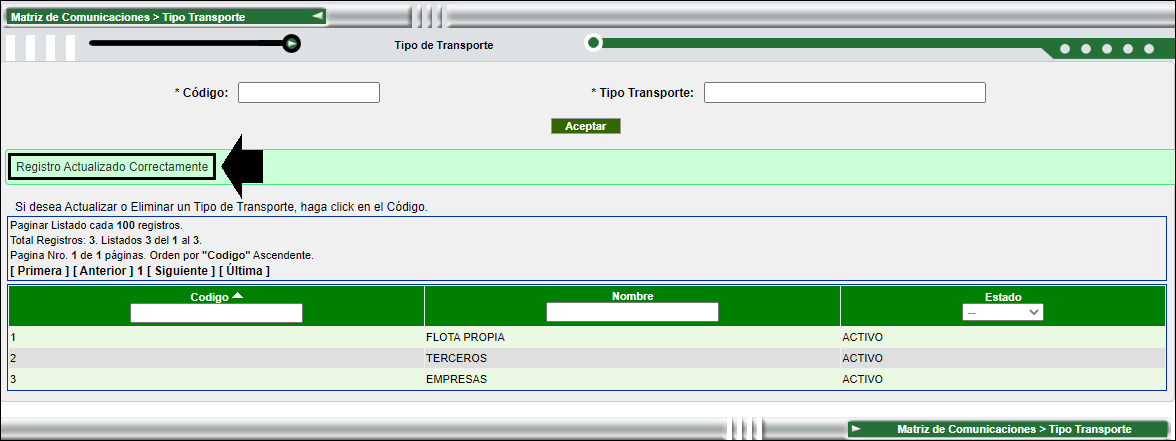 Matriz de Comunicaciones > Tipo Transporte
Tipo de Transporte
* Código:
* Tipo Transporte:
Aceptar
Registro Actualizado Correctamente
Si desea Actualizar o Eliminar un Tipo de Transporte, haga click en el Código.
Paginar Listado cada 100 registros.
Total Registros: 3. Listados 3 del 1 al 3.
Pagina Nro. 1 de 1 páginas. Orden por "Codigo" Ascendente.
[ Primera ] [ Anterior ] 1 [ Siguiente ] [ Última ]
Codigo Nombre Estado
--
1 FLOTA PROPIA ACTIVO
2 TERCEROS ACTIVO
3 EMPRESAS ACTIVO
Matriz de Comunicaciones > Tipo Transporte